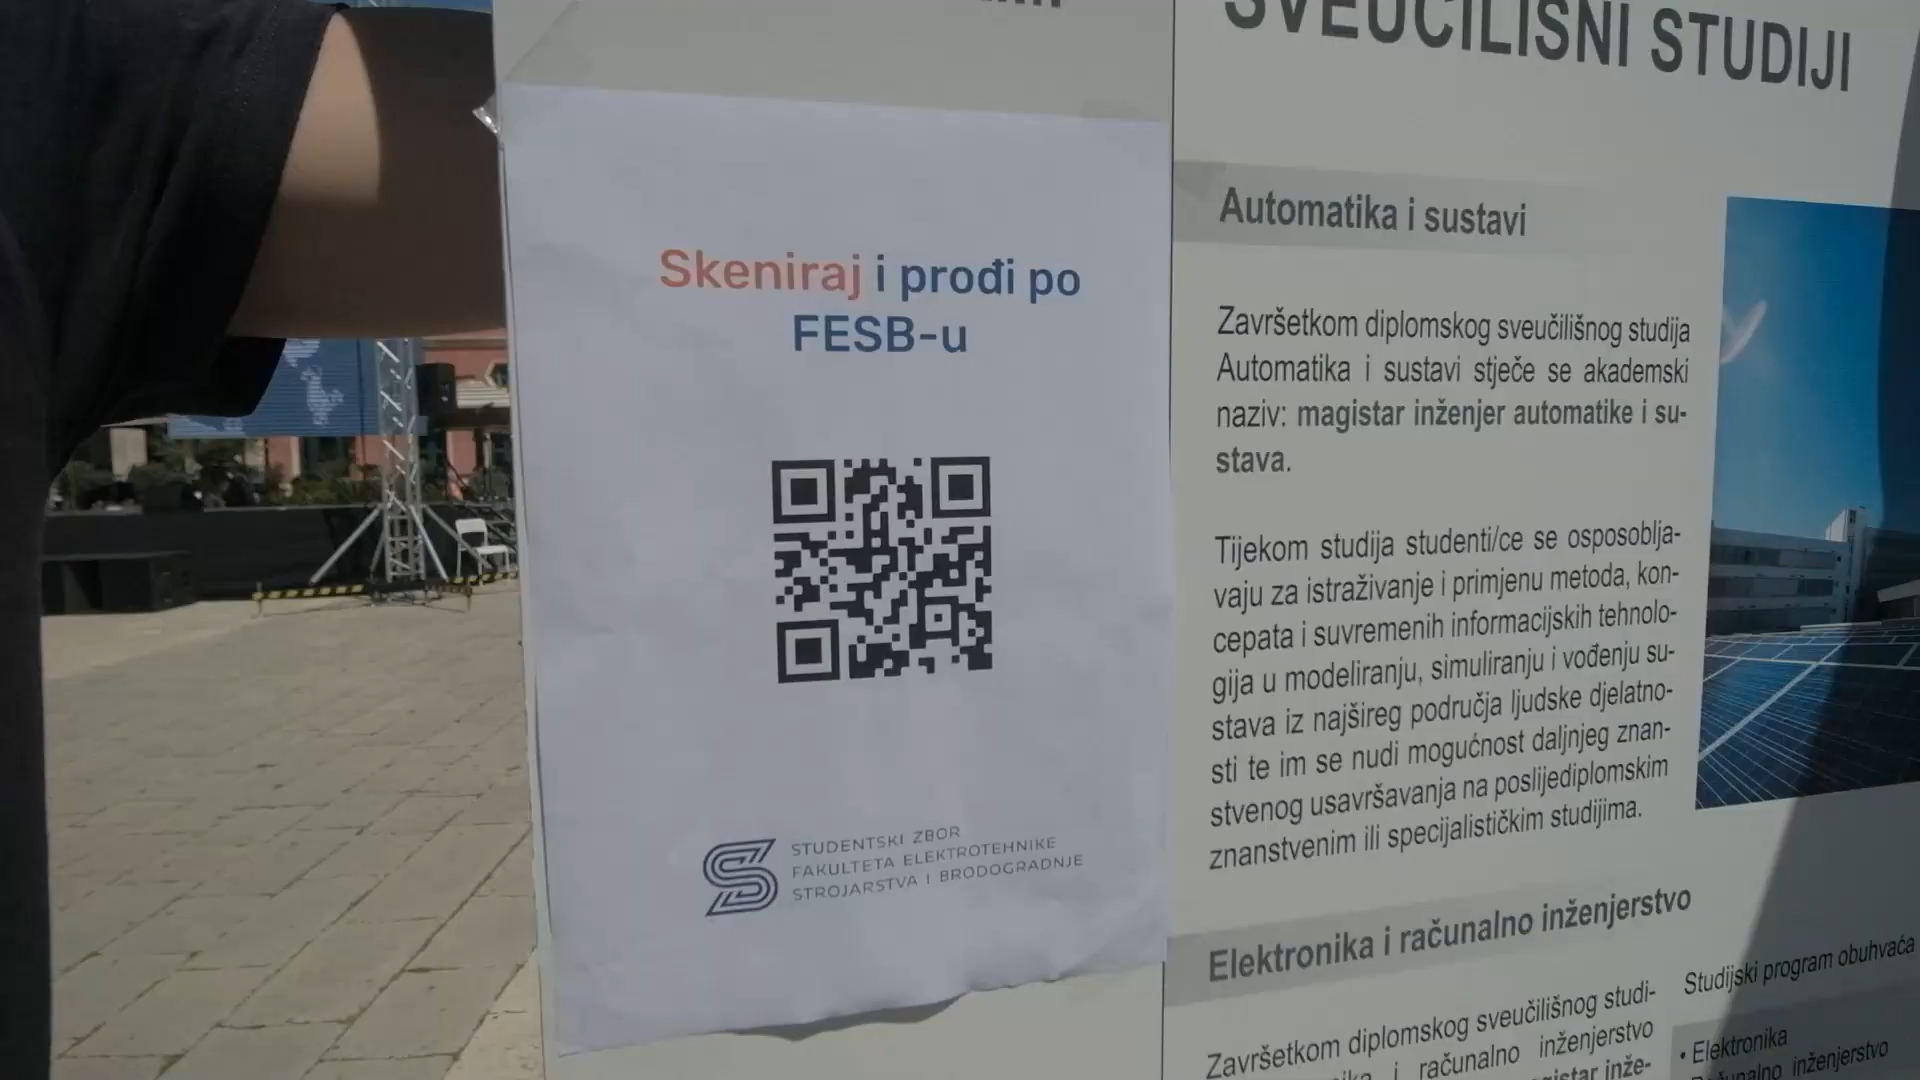 Skeniraj i prođi po
FESB-u
STUDENTSKI ZBOR
FAKULTETA ELEKTROTEHNIKE
STROJARSTVA I BRODOGRADNJE
SVEUČILIŠNI STUDIJI
Automatika i sustavi
Završetkom diplomskog sveučilišnog studija
Automatika i sustavi stječe se akademski
naziv: magistar inženjer automatike i su-
stava.
Tijekom studija studenti/ce se osposoblja-
vaju za istraživanje i primjenu metoda, kon-
cepata i suvremenih informacijskih tehnolo-
gija u modeliranju, simuliranju i vođenju su-
stava iz najšireg područja ljudske djelatno-
sti te im se nudi mogućnost daljnjeg znan-
stvenog usavršavanja na poslijediplomskim
znanstvenim ili specijalističkim studijima.
Elektronika i računalno inženjerstvo
Završetkom diplomskog sveučilišnog studi-
i računalno inženjerstvo
inže-
Studijski program obuhvaća
• Elektronika
inženjerstvo